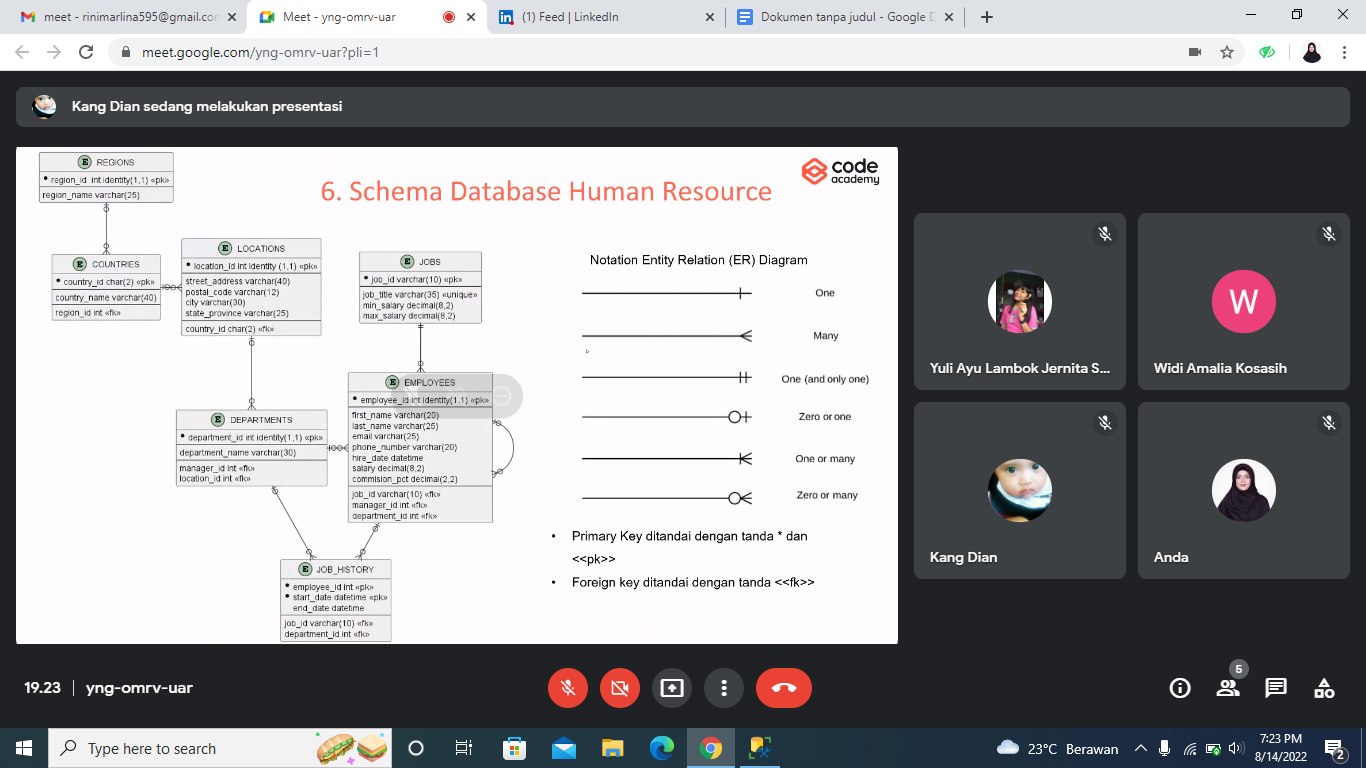 meet - rinimarlina595@gmail.co
Meet - yng-omrv-uar
(1) Feed | LinkedIn
Dokumen tanpa judul - Google D
meet.google.com/yng-omrv-uar?pli=1
Kang Dian sedang melakukan presentasi
code
academy
6. Schema Database Human Resource
E REGIONS
* region_id int identity(1,1) «pk»
region_name varchar(25)
E COUNTRIES
* country_id char(2) «pk»
country_name varchar(40)
region_id int «fk»
E LOCATIONS
* location_id int identity (1,1) «pk»
street_address varchar(40)
postal_code varchar(12)
city varchar(30)
state_province varchar(25)
country_id char(2) «fk»
E JOBS
* job_id varchar(10) «pk»
job_title varchar(35) «unique»
min_salary decimal(8,2)
max_salary decimal(8,2)
E EMPLOYEES
* employee_id int identity(1,1) «pk»
first_name varchar(20)
last_name varchar(25)
email varchar(25)
phone_number varchar(20)
hire_date datetime
salary decimal(8,2)
commision_pct decimal(2,2)
job_id varchar(10) «fk»
manager_id int «fk»
department_id int «fk»
E DEPARTMENTS
* department_id int identity(1,1) «pk»
department_name varchar(30)
manager_id int «fk»
location_id int «fk»
E JOB_HISTORY
* employee_id int «pk»
* start_date datetime «pk»
end_date datetime
job_id varchar(10) «fk»
department_id int «fk»
Notation Entity Relation (ER) Diagram
One
Many
One (and only one)
Zero or one
One or many
Zero or many
• Primary Key ditandai dengan tanda * dan
<<pk>>
• Foreign key ditandai dengan tanda <<fk>>
Yuli Ayu Lambok Jernita S...
W
Widi Amalia Kosasih
Kang Dian
Anda
19.23 | yng-omrv-uar
5
Type here to search
23°C Berawan
7:23 PM
8/14/2022
2